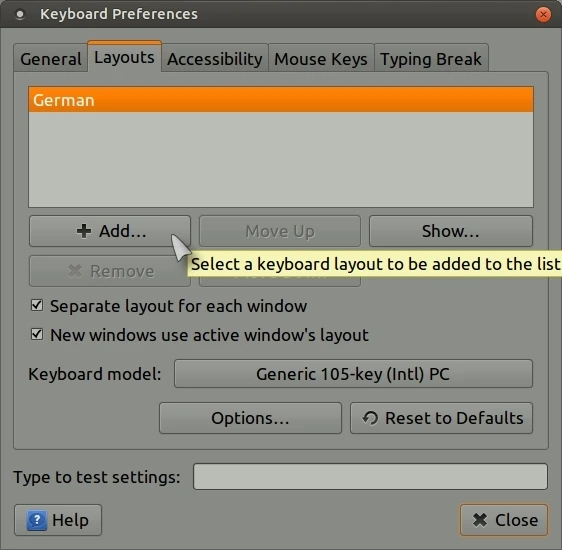 Keyboard Preferences
General Layouts Accessibility Mouse Keys Typing Break
German
Add... Move Up Show...
Select a keyboard layout to be added to the list
Remove
Separate layout for each window
New windows use active window's layout
Keyboard model: Generic 105-key (Intl) PC
Options... Reset to Defaults
Type to test settings:
Help Close